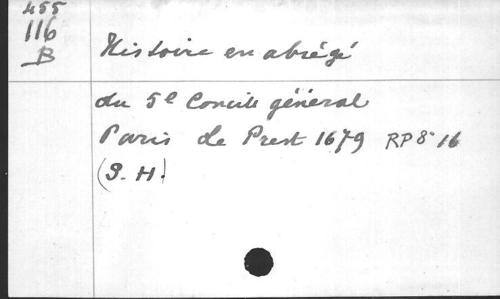 455
116
B
Histoire en abrégé
du 5e Concile général
Paris de Prest 1679 RP 8° 16
(S. H.)